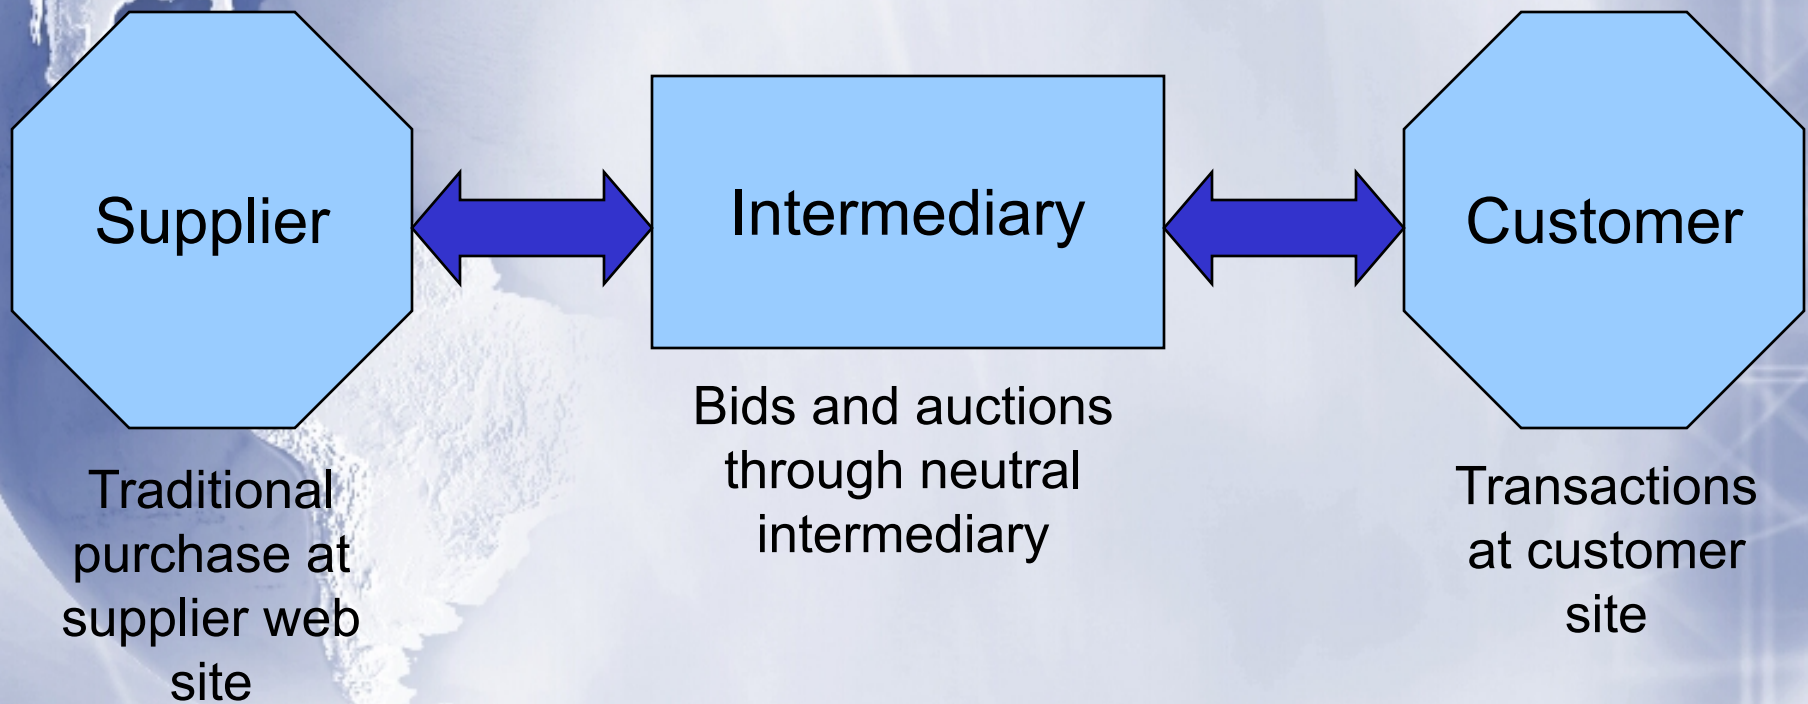 Supplier
Intermediary
Customer
Traditional
purchase at
supplier web
site
Bids and auctions
through neutral
intermediary
Transactions
at customer
site